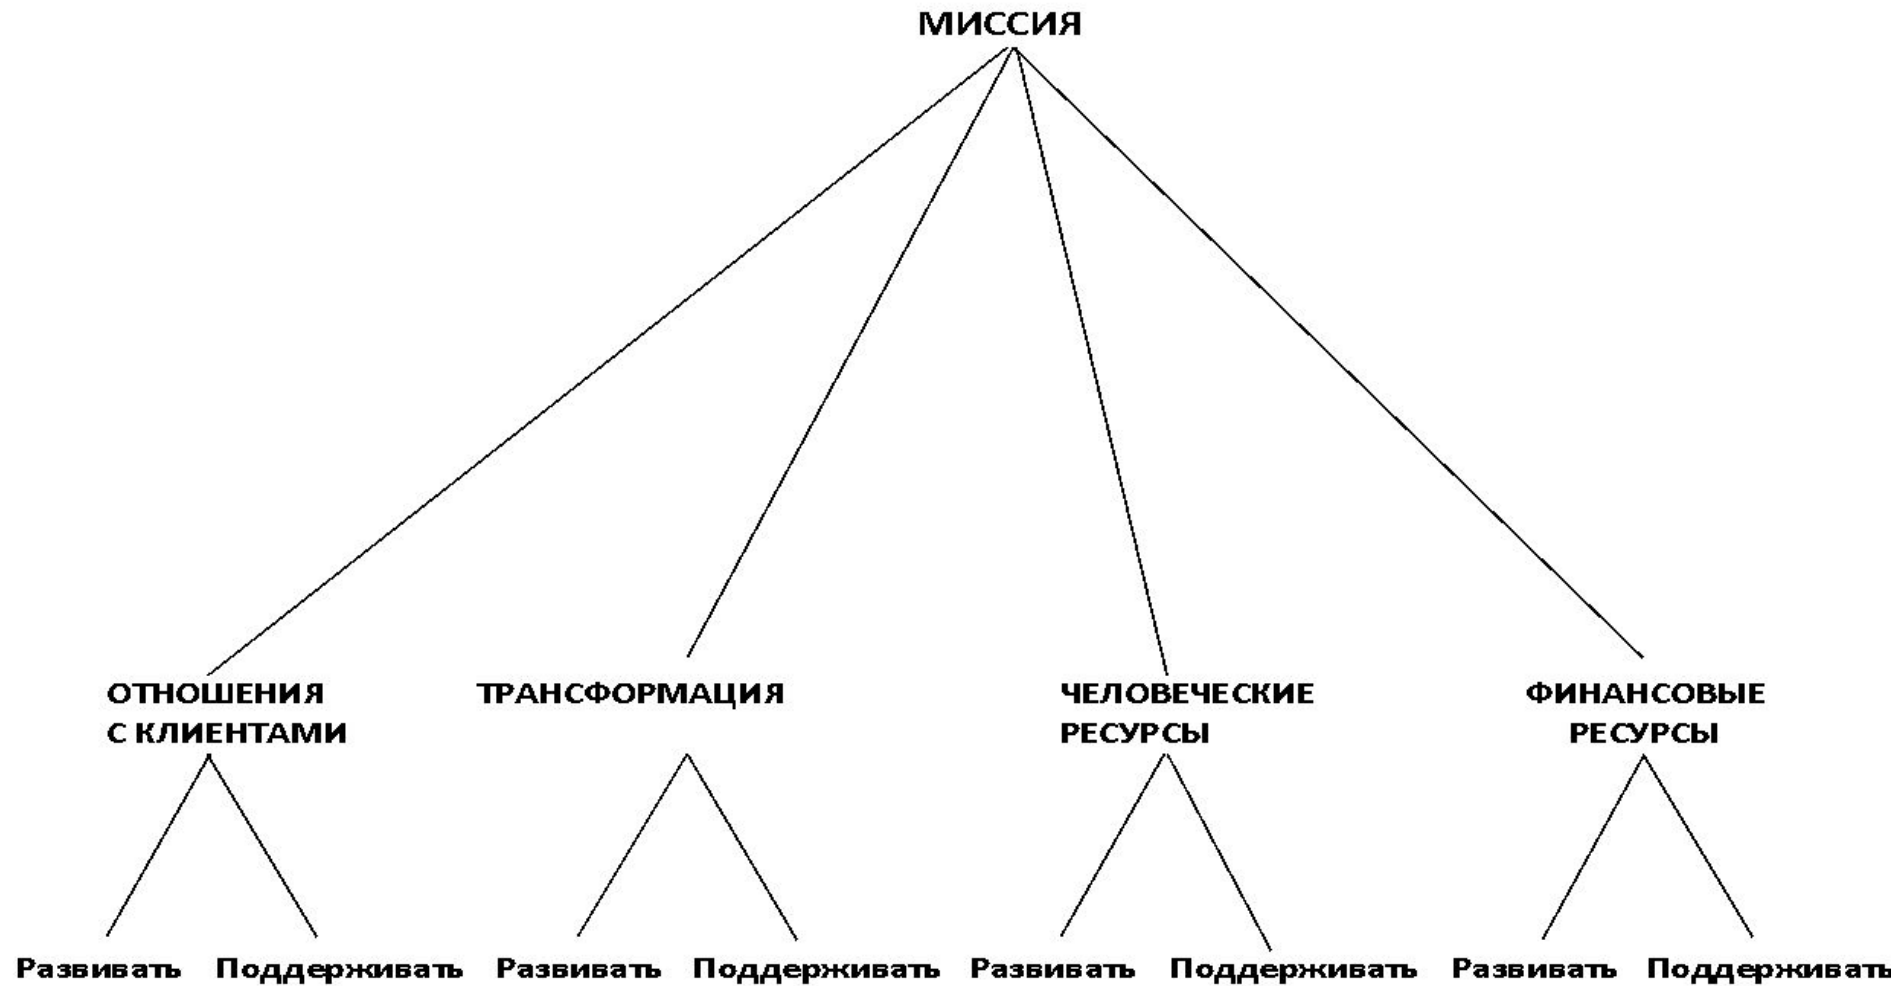 МИССИЯ
ОТНОШЕНИЯ
С КЛИЕНТАМИ
ТРАНСФОРМАЦИЯ
ЧЕЛОВЕЧЕСКИЕ
РЕСУРСЫ
ФИНАНСОВЫЕ
РЕСУРСЫ
Развивать Поддерживать Развивать Поддерживать Развивать Поддерживать Развивать Поддерживать